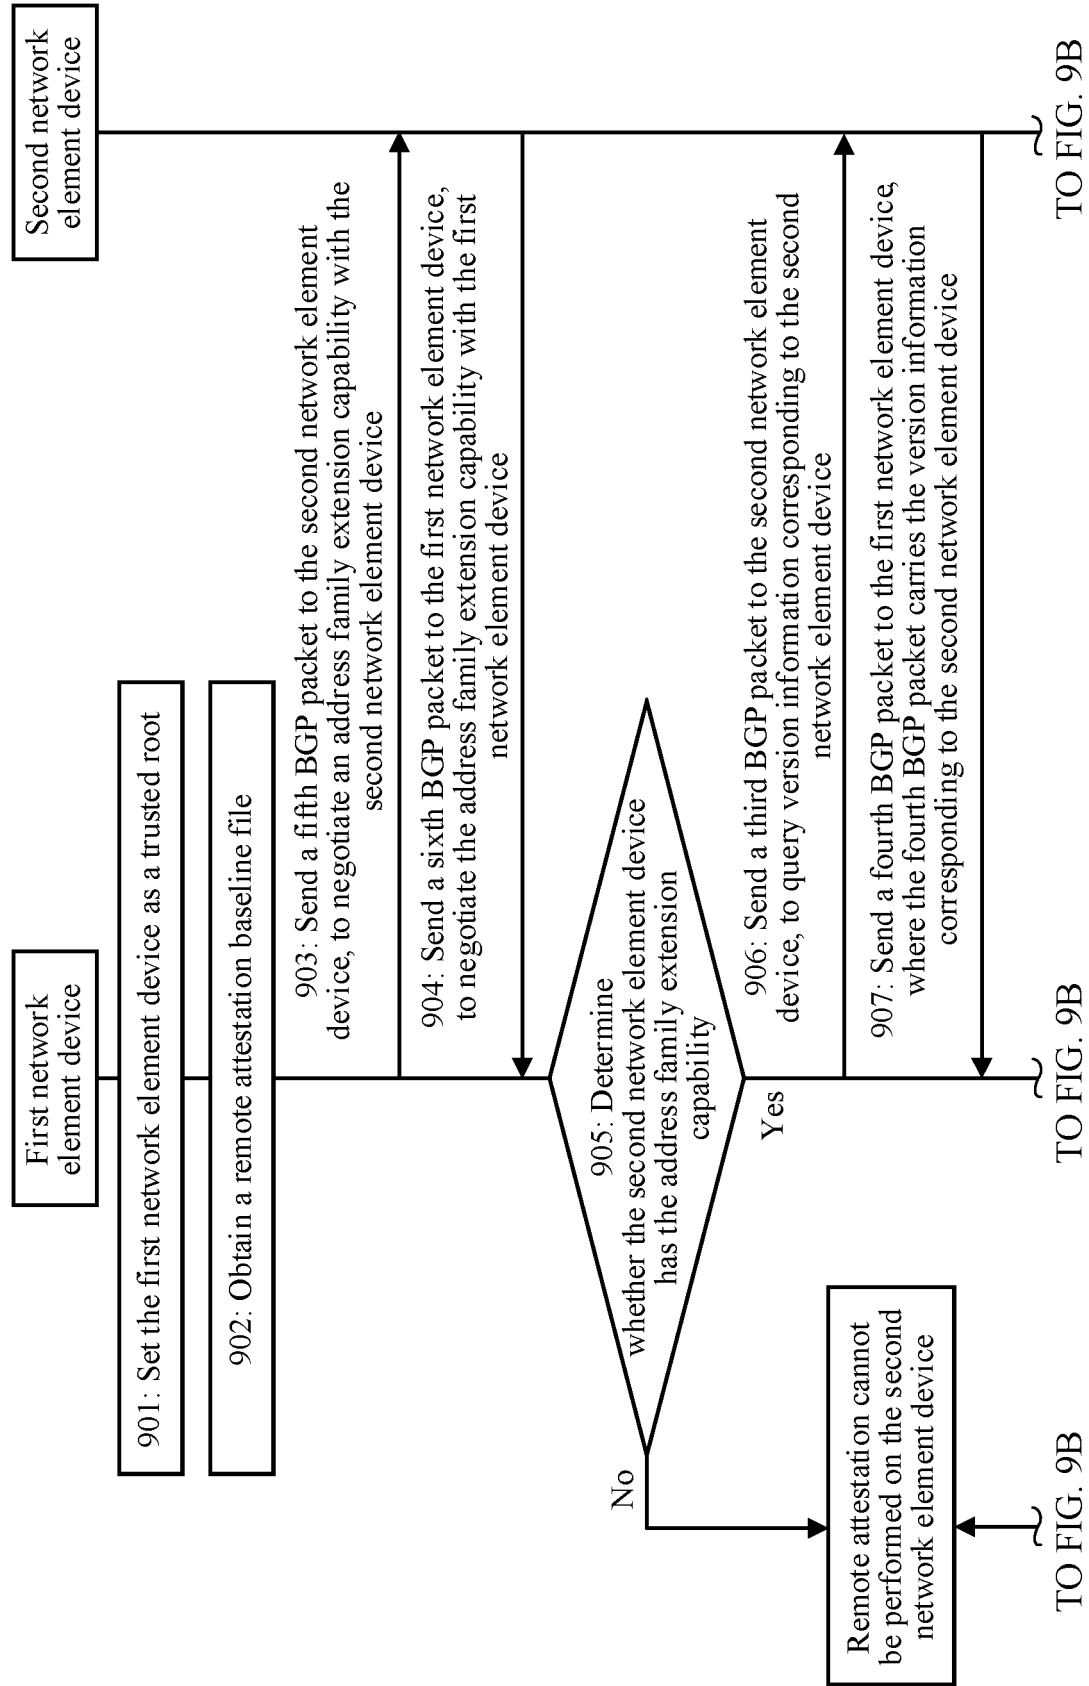 First network
element device
Second network
element device
901: Set the first network element device as a trusted root
902: Obtain a remote attestation baseline file
903: Send a fifth BGP packet to the second network element
device, to negotiate an address family extension capability with the
second network element device
904: Send a sixth BGP packet to the first network element device,
to negotiate the address family extension capability with the first
network element device
905: Determine
whether the second network element device
has the address family extension
capability
No
Yes
Remote attestation cannot
be performed on the second
network element device
906: Send a third BGP packet to the second network element
device, to query version information corresponding to the second
network element device
907: Send a fourth BGP packet to the first network element device,
where the fourth BGP packet carries the version information
corresponding to the second network element device
TO FIG. 9B
TO FIG. 9B
TO FIG. 9B